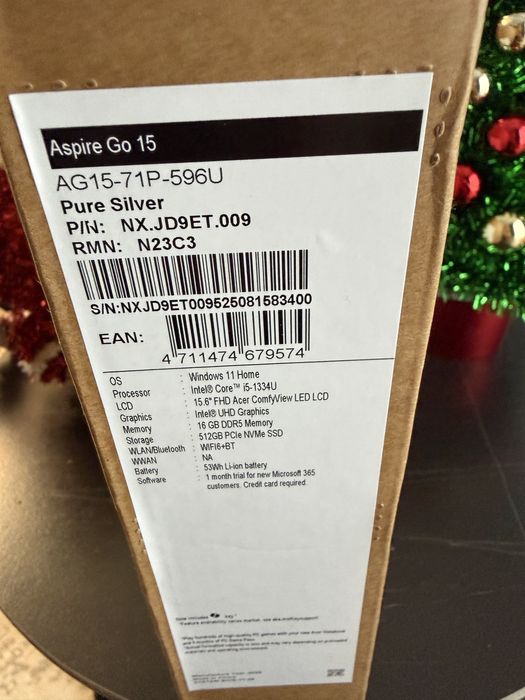 Aspire Go 15
AG15-71P-596U
Pure Silver
P/N: NX.JD9ET.009
RMN: N23C3
S/N:NXJD9ET009525081583400
EAN:
4 711474 679574
OS : Windows 11 Home
Processor : Intel® Core™ i5-1334U
LCD : 15.6" FHD Acer ComfyView LED LCD
Graphics : Intel® UHD Graphics
Memory : 16 GB DDR5 Memory
Storage : 512GB PCIe NVMe SSD
WLAN/Bluetooth : WIFI6+BT
WWAN : NA
Battery : 53Wh Li-ion battery
Software : 1 month trial for new Microsoft 365
customers. Credit card required.